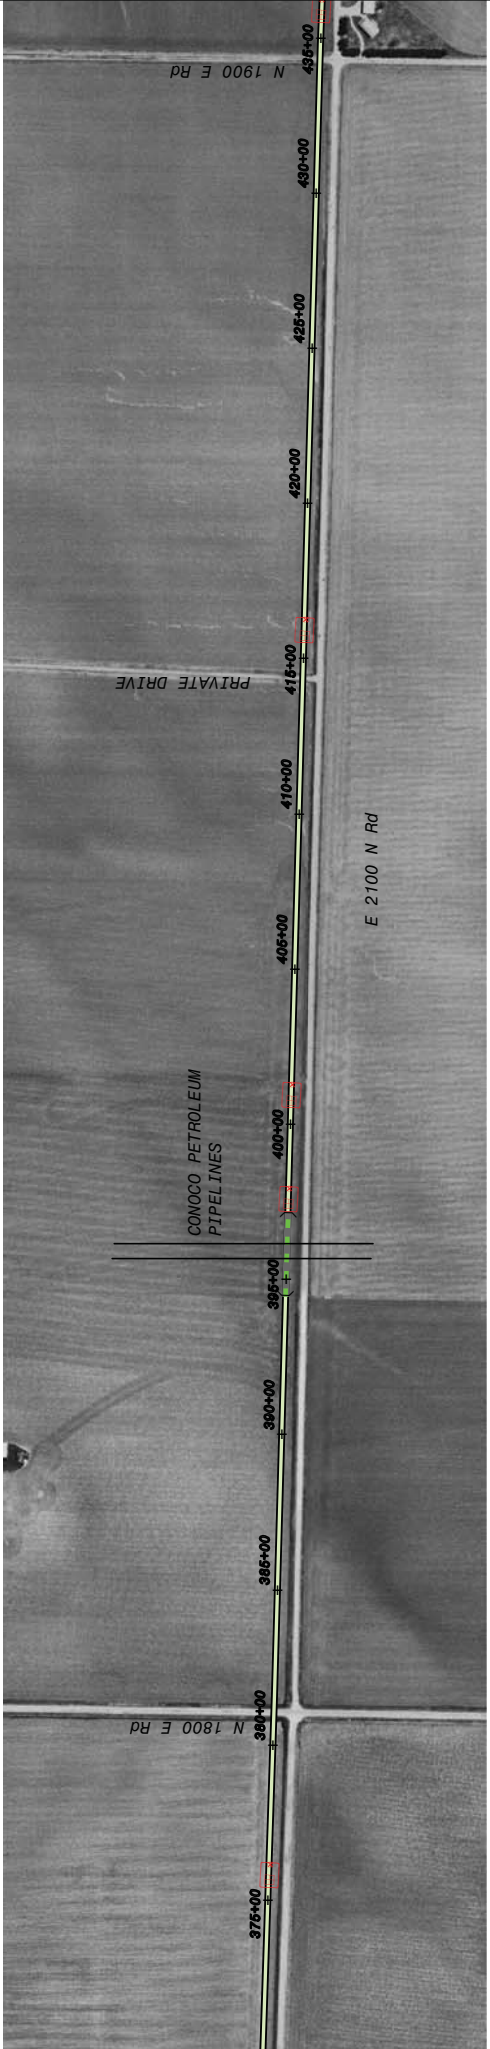 435+00
N 1900 E Rd
430+00
425+00
420+00
415+00
PRIVATE DRIVE
410+00
E 2100 N Rd
405+00
CONOCO PETROLEUM
PIPELINES
400+00
395+00
390+00
385+00
380+00
N 1800 E Rd
375+00